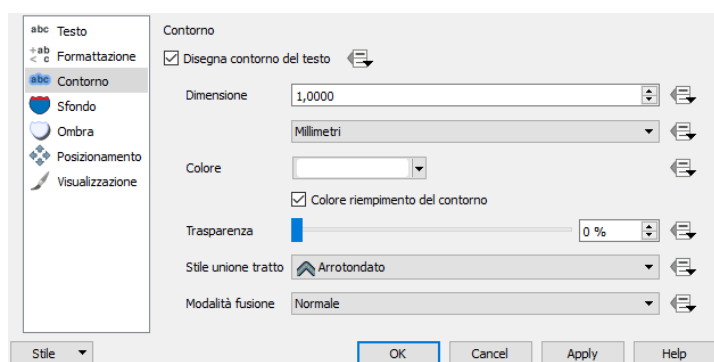 abc Testo
+ab < c Formattazione
abc Contorno
Sfondo
Ombra
Posizionamento
Visualizzazione
Contorno
Disegna contorno del testo
Dimensione 1,0000
Millimetri
Colore
Colore riempimento del contorno
Trasparenza 0 %
Stile unione tratto Arrotondato
Modalità fusione Normale
Stile OK Cancel Apply Help